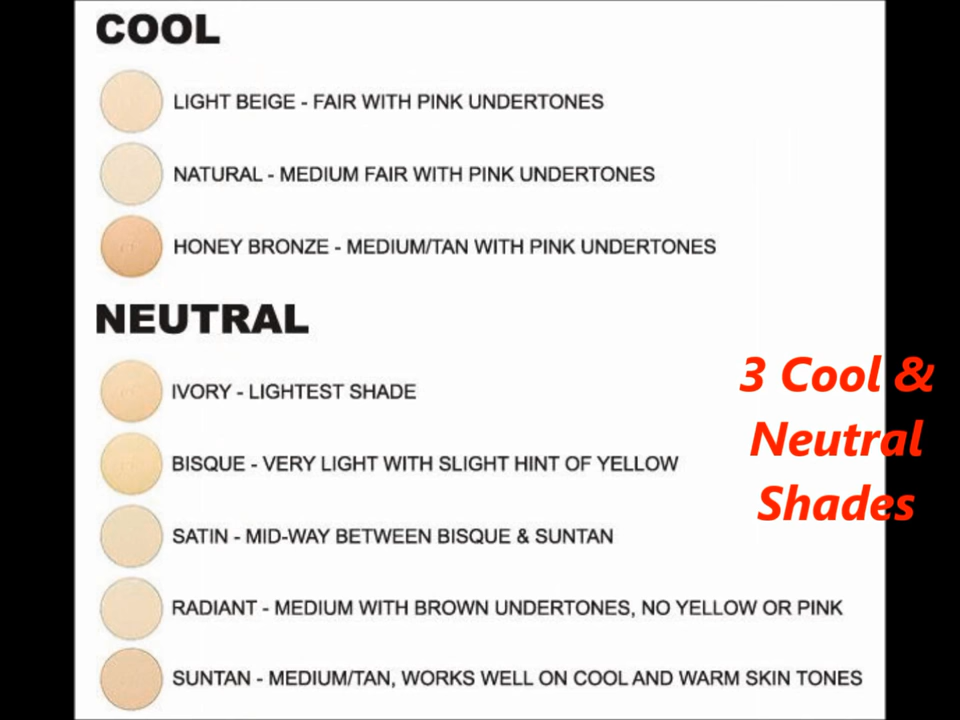 COOL
LIGHT BEIGE - FAIR WITH PINK UNDERTONES
NATURAL - MEDIUM FAIR WITH PINK UNDERTONES
HONEY BRONZE - MEDIUM/TAN WITH PINK UNDERTONES
NEUTRAL
IVORY - LIGHTEST SHADE
BISQUE - VERY LIGHT WITH SLIGHT HINT OF YELLOW
SATIN - MID-WAY BETWEEN BISQUE & SUNTAN
RADIANT - MEDIUM WITH BROWN UNDERTONES, NO YELLOW OR PINK
SUNTAN - MEDIUM/TAN, WORKS WELL ON COOL AND WARM SKIN TONES
3 Cool &
Neutral
Shades